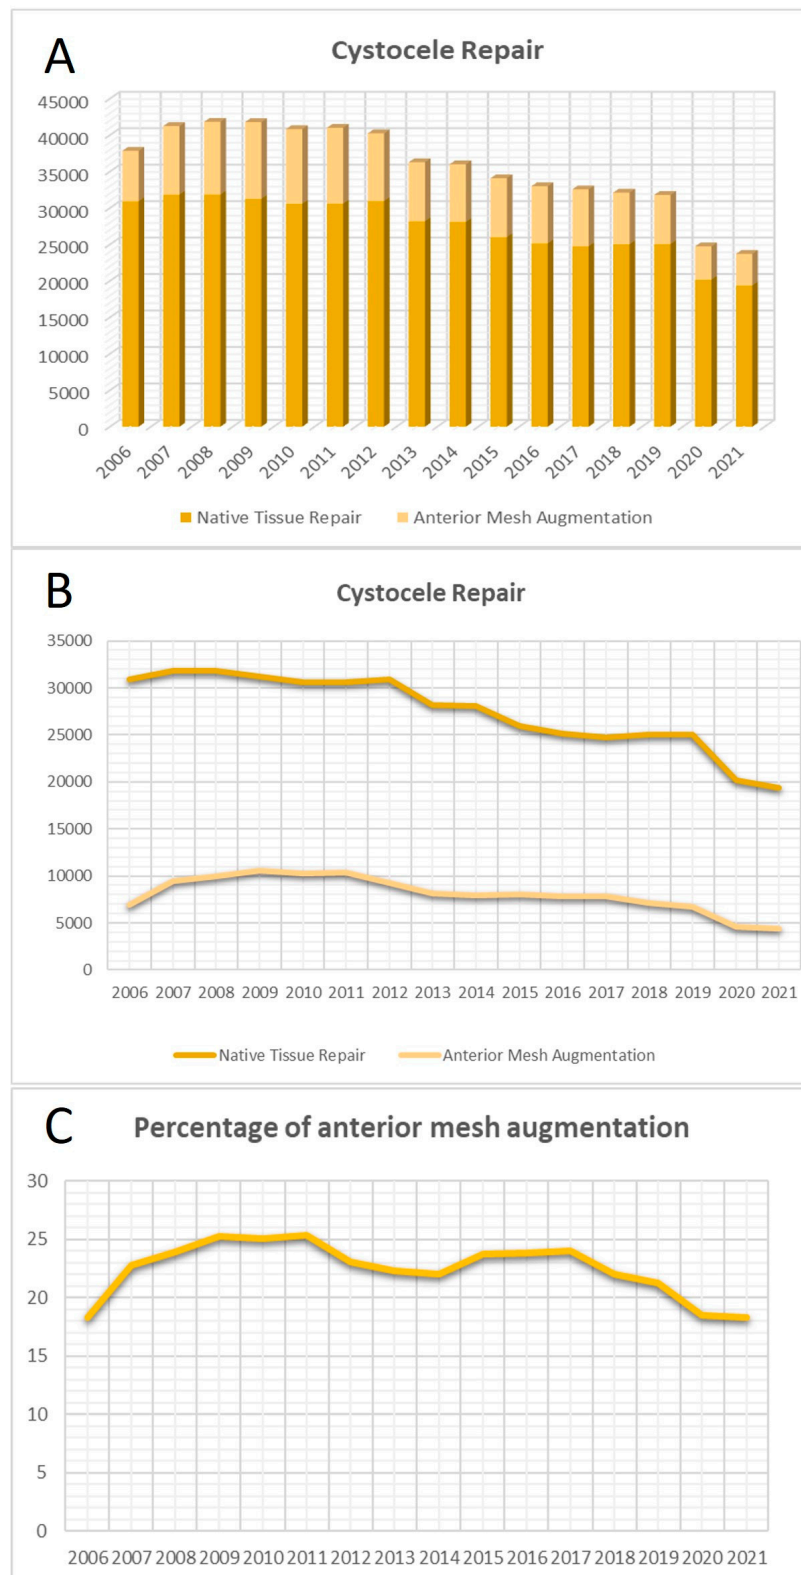 A
Cystocele Repair
45000
40000
35000
30000
25000
20000
15000
10000
5000
0
2006 2007 2008 2009 2010 2011 2012 2013 2014 2015 2016 2017 2018 2019 2020 2021
Native Tissue Repair Anterior Mesh Augmentation
B
Cystocele Repair
35000
30000
25000
20000
15000
10000
5000
0
2006 2007 2008 2009 2010 2011 2012 2013 2014 2015 2016 2017 2018 2019 2020 2021
Native Tissue Repair Anterior Mesh Augmentation
C
Percentage of anterior mesh augmentation
30
25
20
15
10
5
0
2006 2007 2008 2009 2010 2011 2012 2013 2014 2015 2016 2017 2018 2019 2020 2021